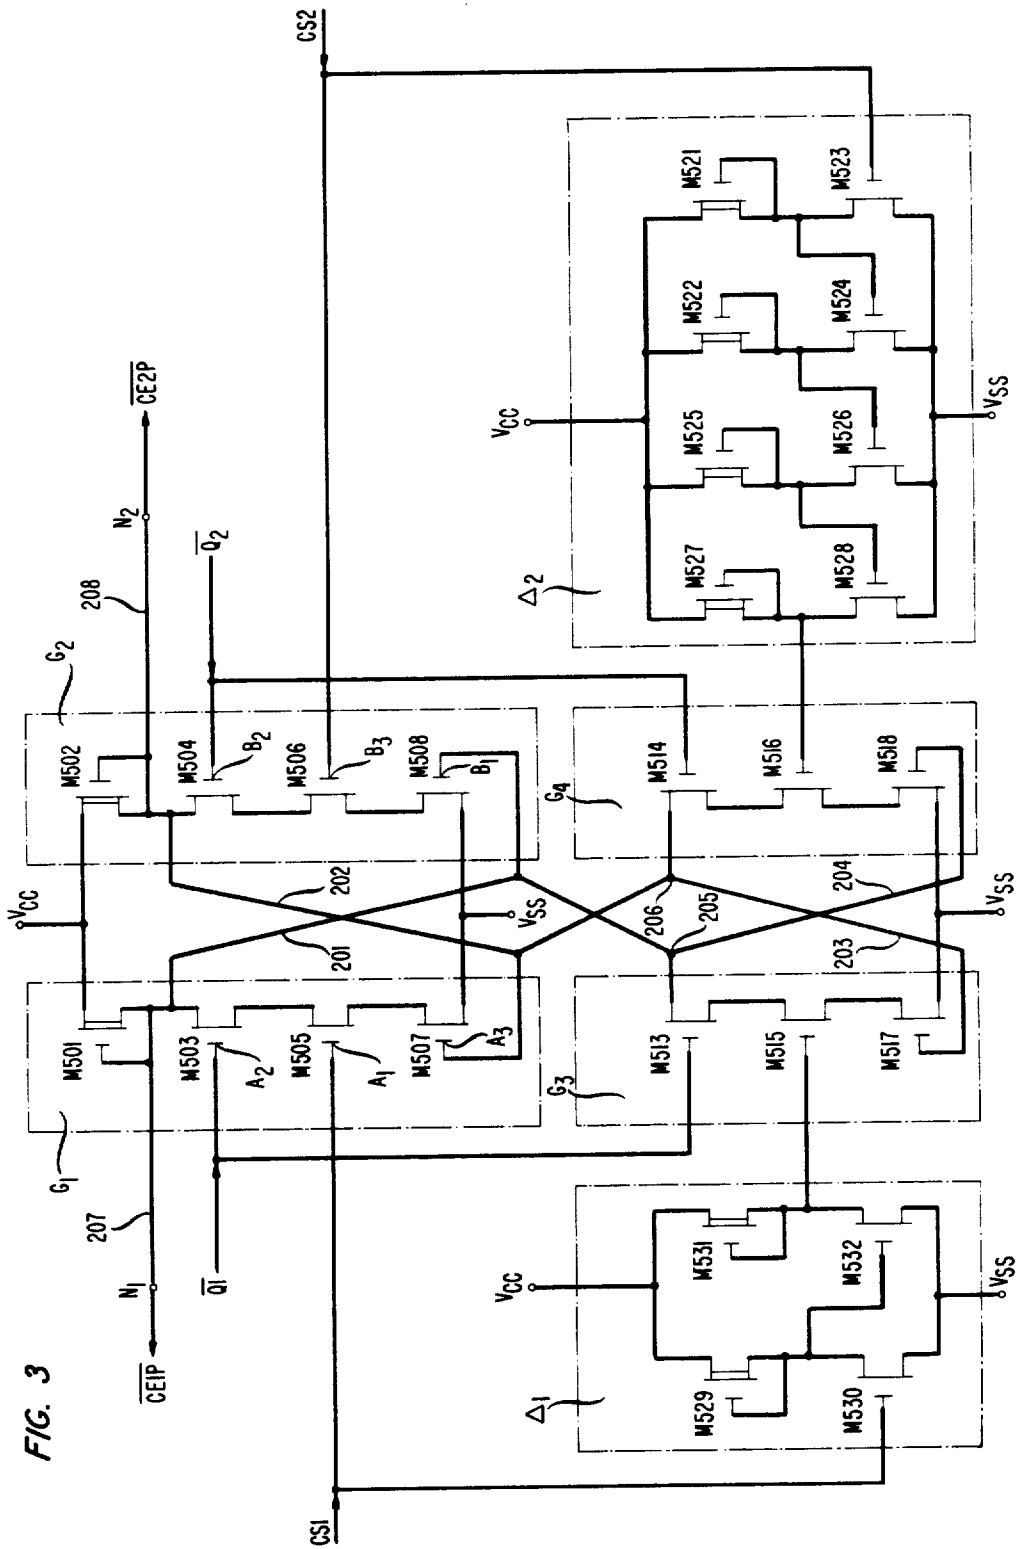 FIG. 3
CS1
CS2
N1
CE1P
207
G1
Q1
VCC
M501
M503
A2
M505
A1
M507
A3
201
202
VSS
G2
M502
M504
B2
M506
B3
M508
B1
208
N2
CE2P
Q2
Δ1
VCC
M529
M531
M530
M532
VSS
G3
M513
M515
M517
205
206
203
204
VSS
G4
M514
M516
M518
Δ2
VCC
M527
M525
M522
M521
M528
M526
M524
M523
VSS